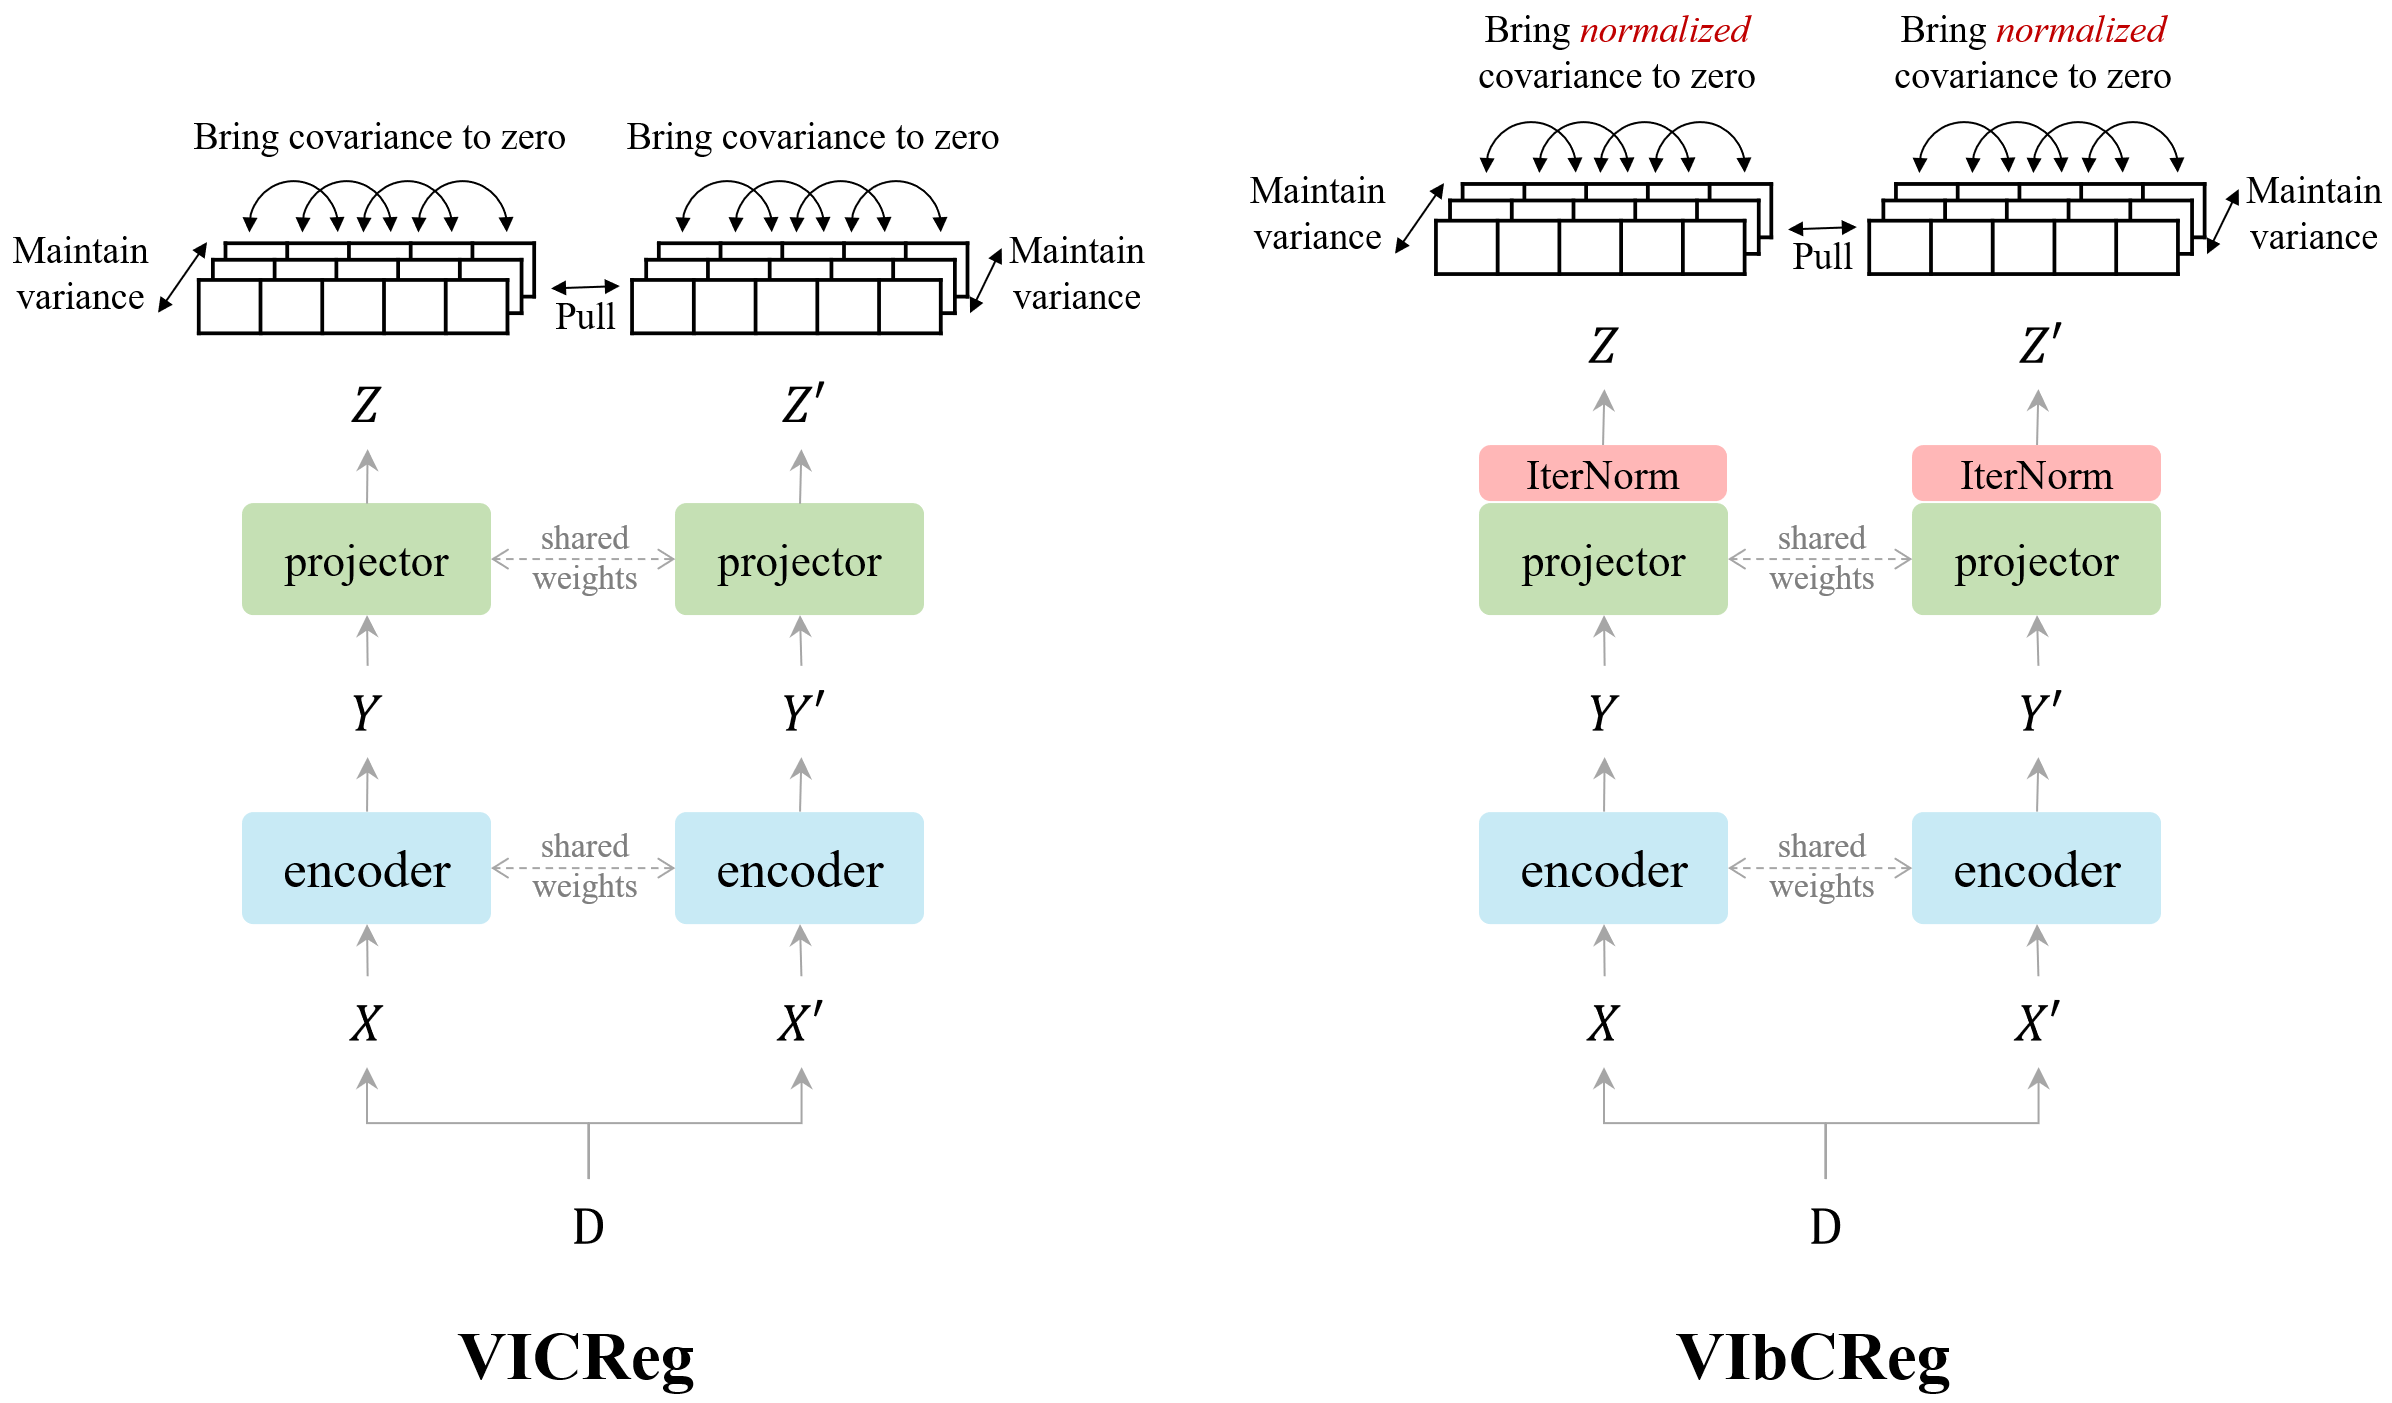 Bring covariance to zero
Bring covariance to zero
Maintain
variance
Pull
Maintain
variance
Z
Z′
projector
shared
weights
projector
Y
Y′
encoder
shared
weights
encoder
X
X′
D
VICReg
Bring normalized
covariance to zero
Bring normalized
covariance to zero
Maintain
variance
Pull
Maintain
variance
Z
Z′
IterNorm
IterNorm
projector
shared
weights
projector
Y
Y′
encoder
shared
weights
encoder
X
X′
D
VIbCReg